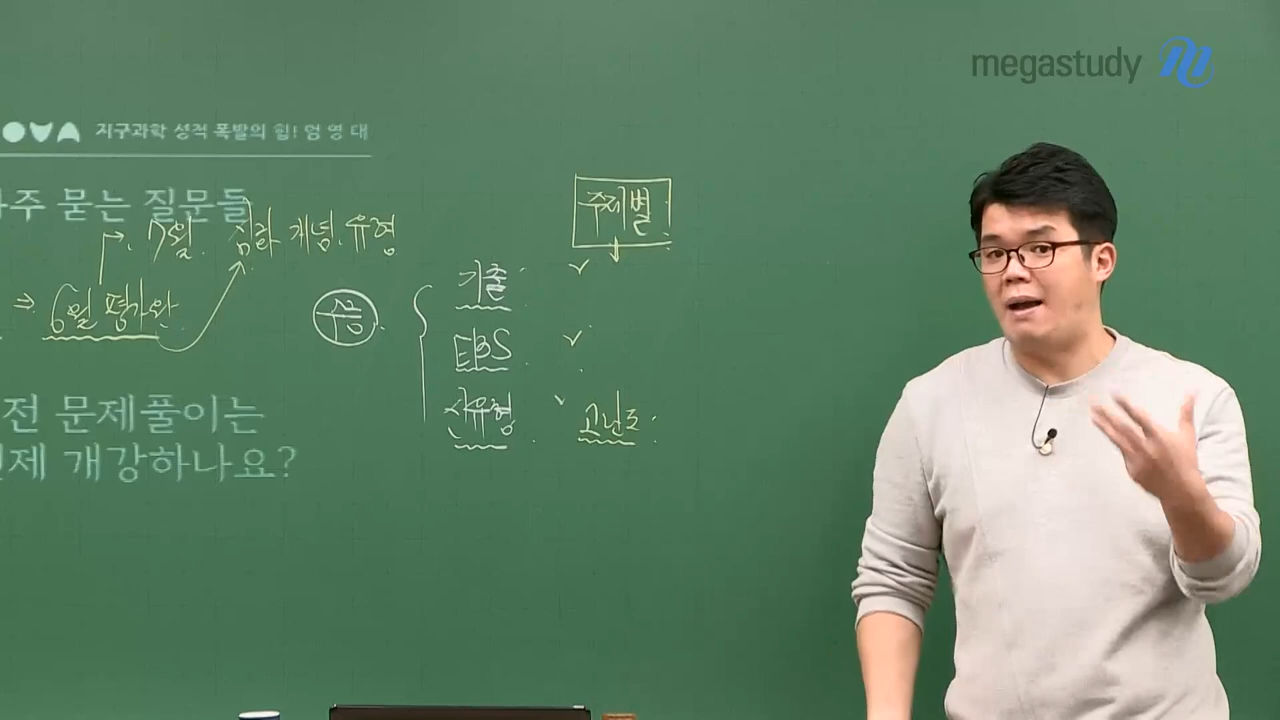 megastudy
지구과학 성적 폭발의 힘! 엄영대
자주 묻는 질문들
7월 심화 개념, 유형
주제별
⇒ 6월 평가원
수능
기출
EBS
신유형 고난도
전 문제풀이는
언제 개강하나요?